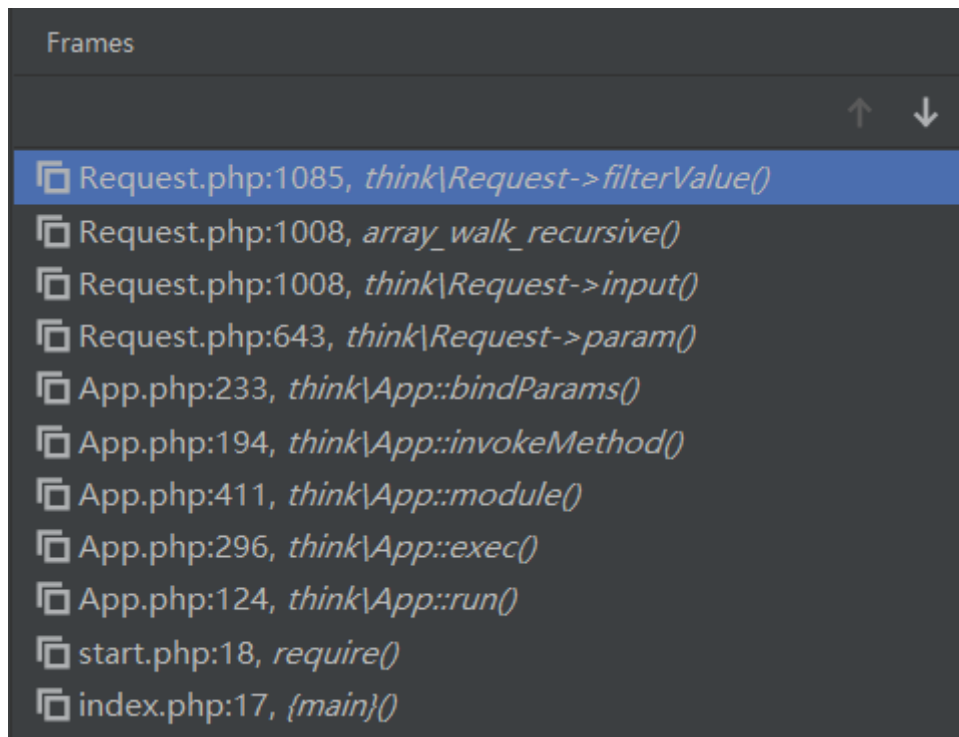 Frames
Request.php:1085, think\Request->filterValue()
Request.php:1008, array_walk_recursive()
Request.php:1008, think\Request->input()
Request.php:643, think\Request->param()
App.php:233, think\App::bindParams()
App.php:194, think\App::invokeMethod()
App.php:411, think\App::module()
App.php:296, think\App::exec()
App.php:124, think\App::run()
start.php:18, require()
index.php:17, {main}()